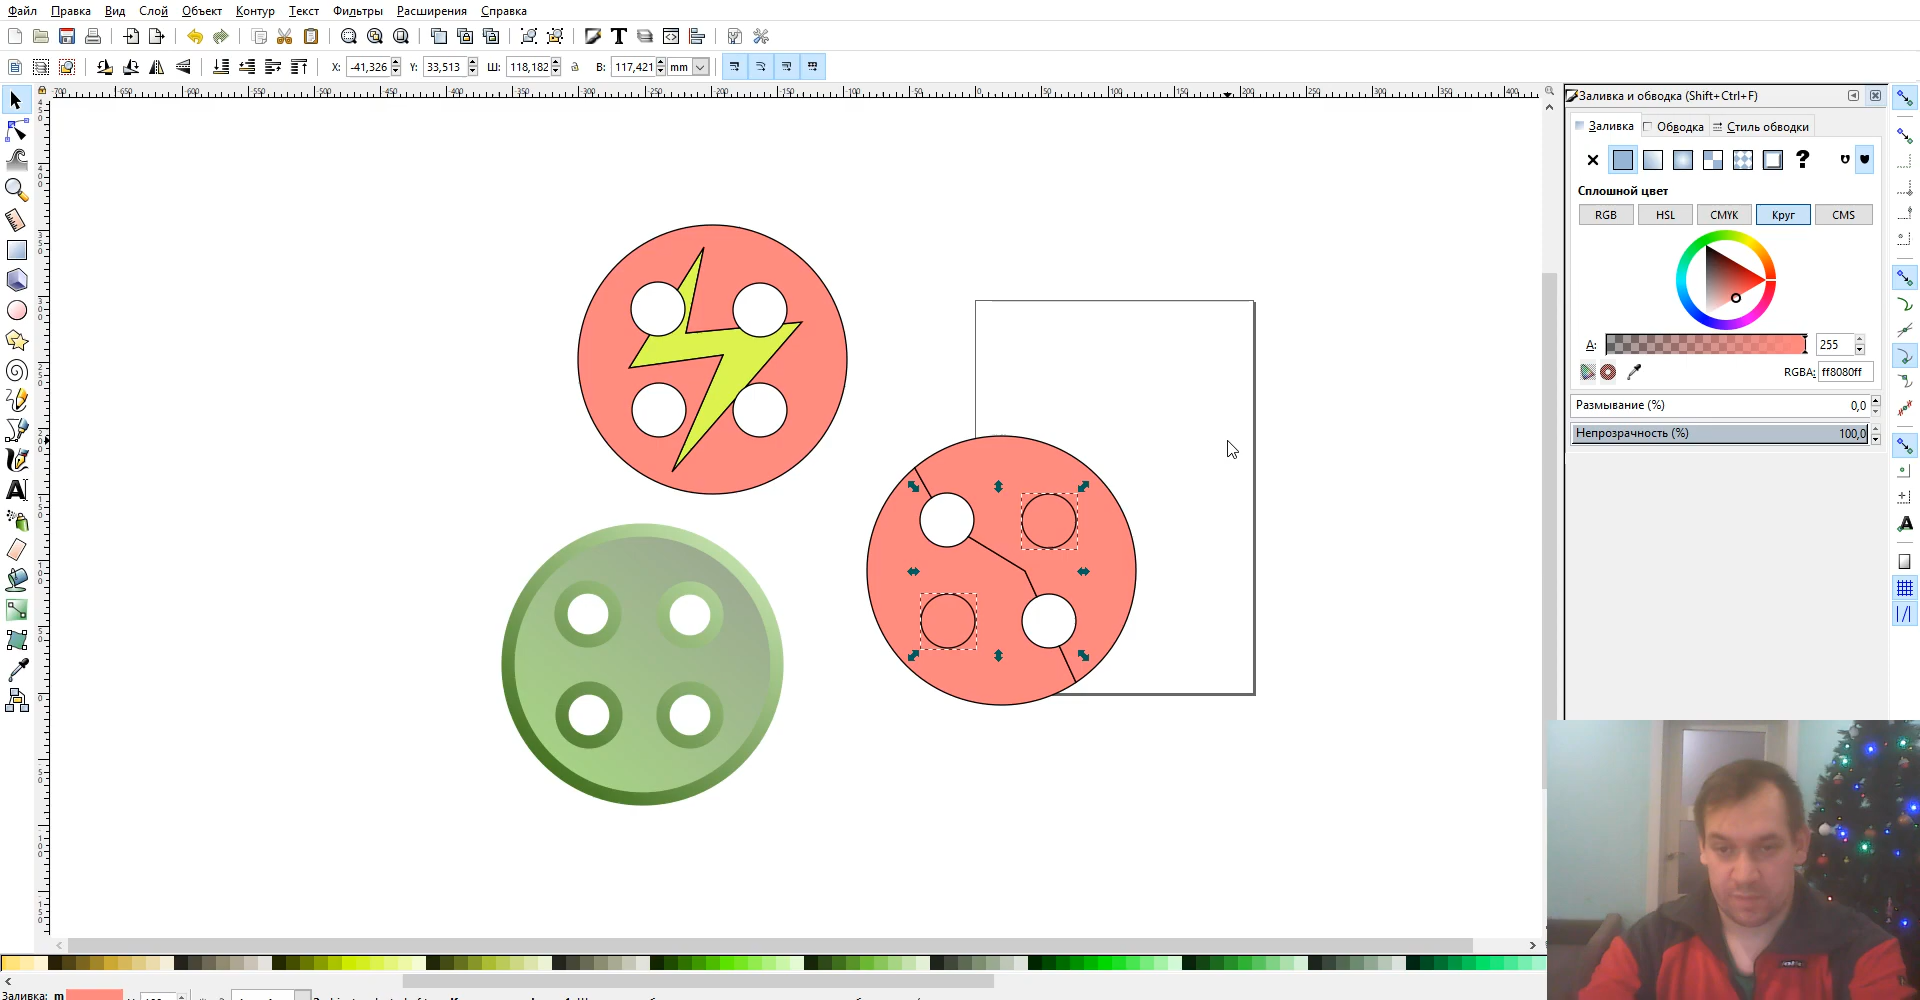 Файл Правка Вид Слой Объект Контур Текст Фильтры Расширения Справка
X: -41,326 Y: 33,513 Ш: 118,182 В: 117,421 mm
Заливка и обводка (Shift+Ctrl+F)
Заливка Обводка Стиль обводки
Сплошной цвет
RGB HSL CMYK Круг CMS
A: 255
RGBA: ff8080ff
Размывание (%) 0,0
Непрозрачность (%) 100,0
Заливка: m